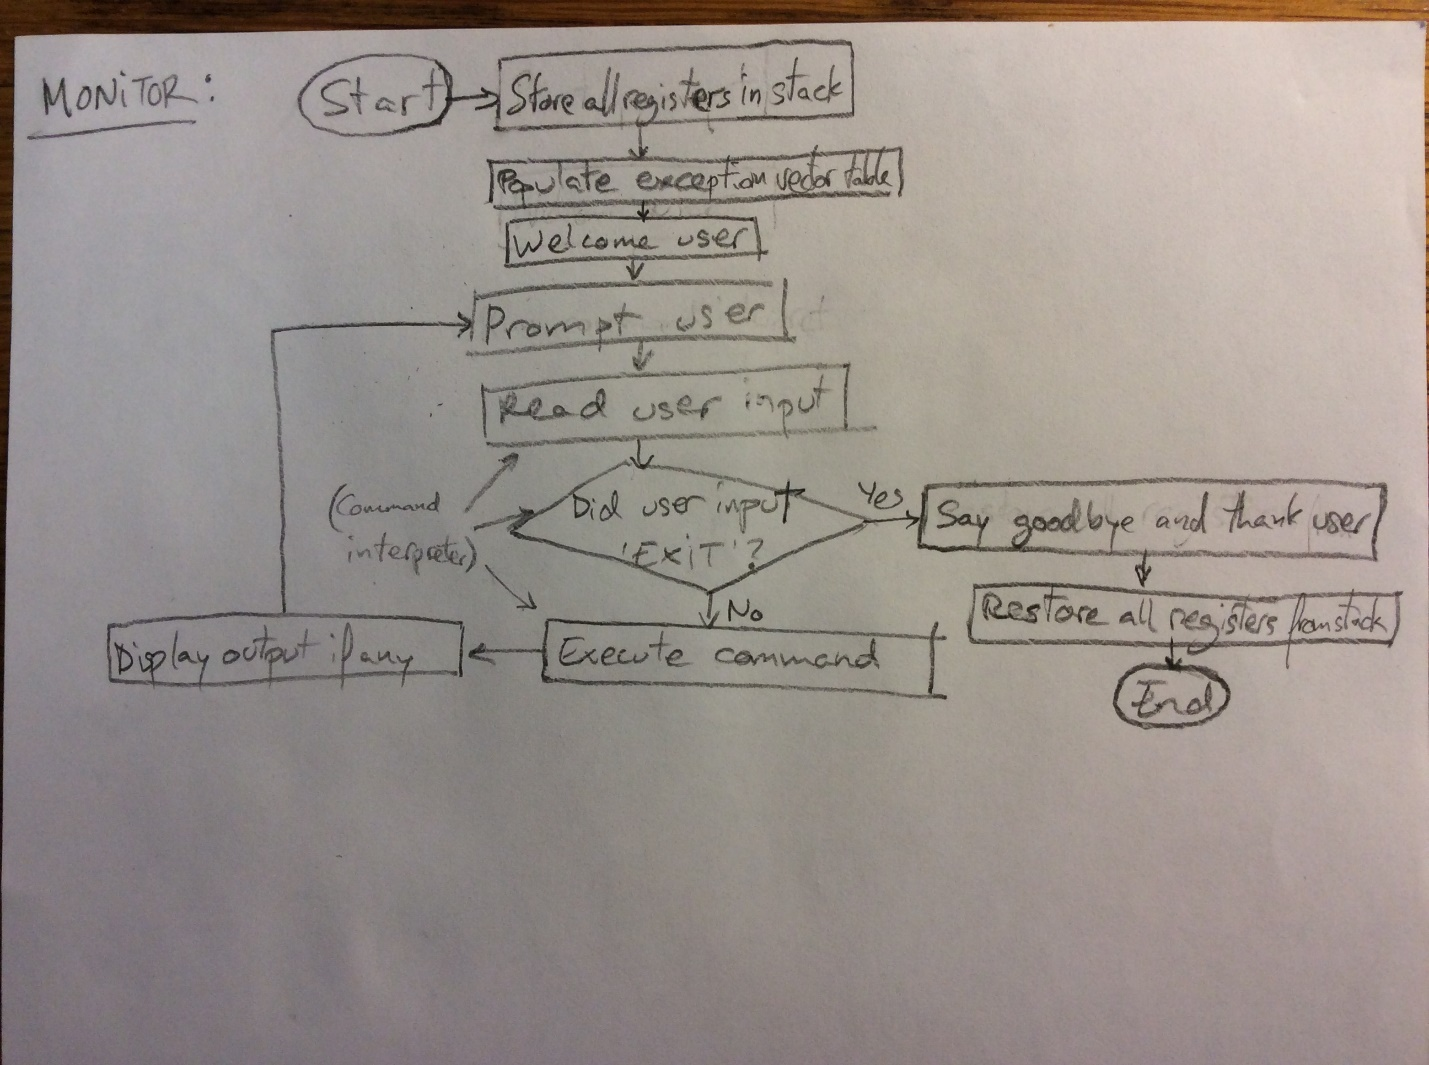 MONITOR:
Start
Store all registers in stack
Populate exception vector table
Welcome user
Prompt user
Read user input
(Command
interpreter)
Did user input
'EXIT'?
Yes
Say goodbye and thank user
No
Restore all registers from stack
Execute command
Display output if any
End